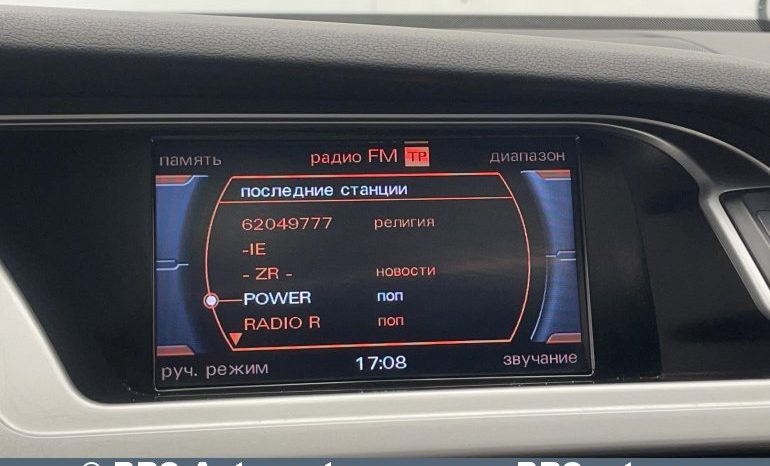 память радио FM TP диапазон
последние станции
62049777 религия
-IE
- ZR - новости
POWER поп
RADIO R поп
руч. режим 17:08 звучание